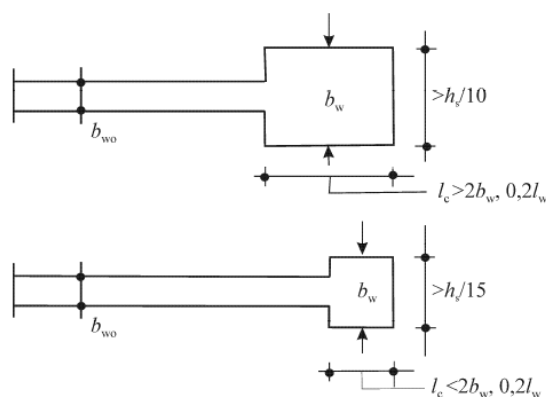 b_w
>h_s/10
b_wo
l_c>2b_w, 0,2l_w
b_w
>h_s/15
b_wo
l_c<2b_w, 0,2l_w